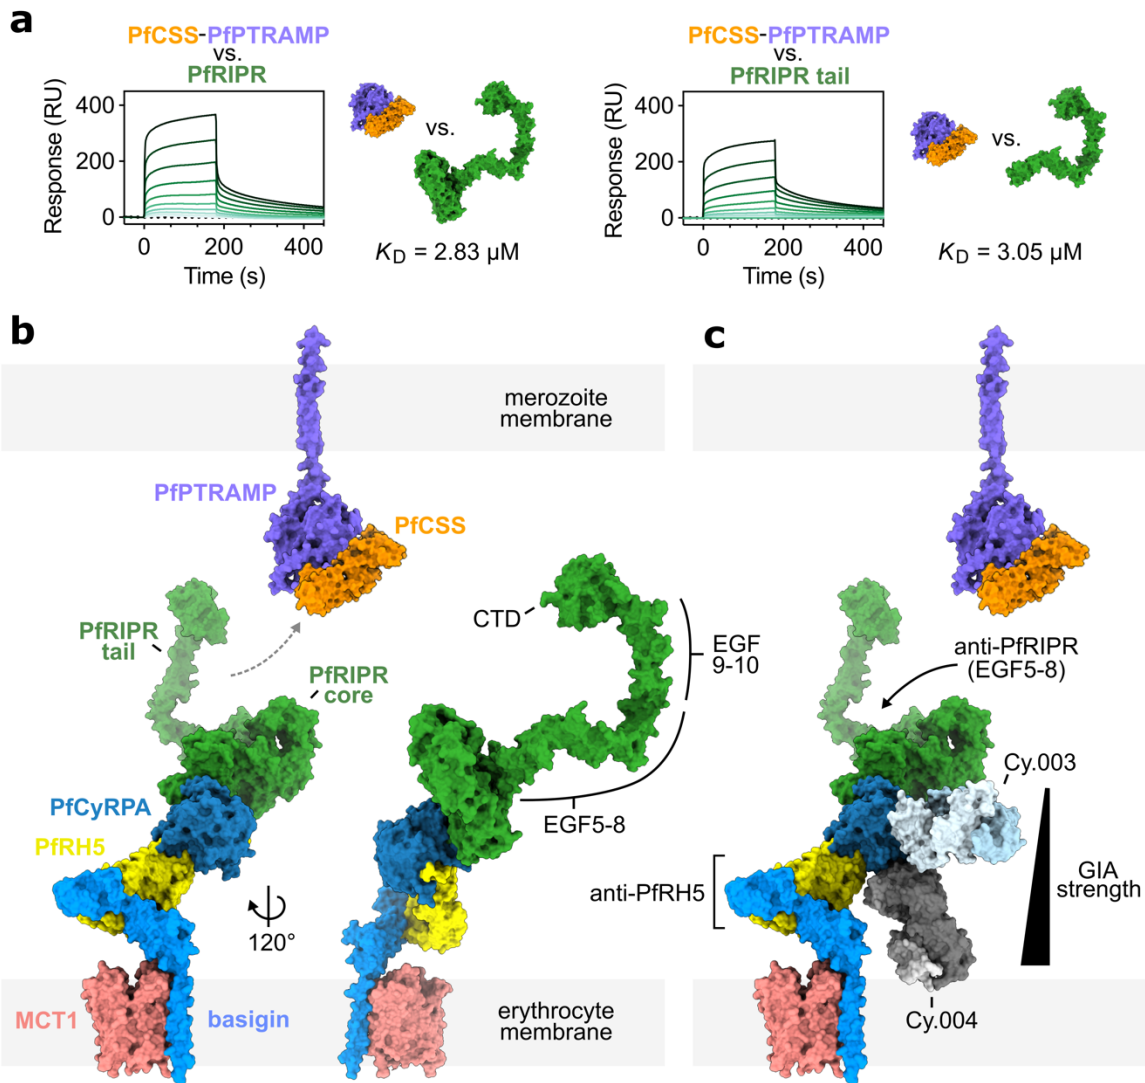 a
PfCSS-PfPTRAMP
vs.
PfRIPR
Response (RU)
400
200
0
0
200
400
Time (s)
vs.
KD = 2.83 µM
PfCSS-PfPTRAMP
vs.
PfRIPR tail
Response (RU)
400
200
0
0
200
400
Time (s)
vs.
KD = 3.05 µM
b
merozoite
membrane
PfPTRAMP
PfCSS
PfRIPR
tail
PfRIPR
core
CTD
EGF
9-10
PfCyRPA
EGF5-8
PfRH5
120°
MCT1
basigin
erythrocyte
membrane
c
anti-PfRIPR
(EGF5-8)
Cy.003
anti-PfRH5
GIA
strength
Cy.004